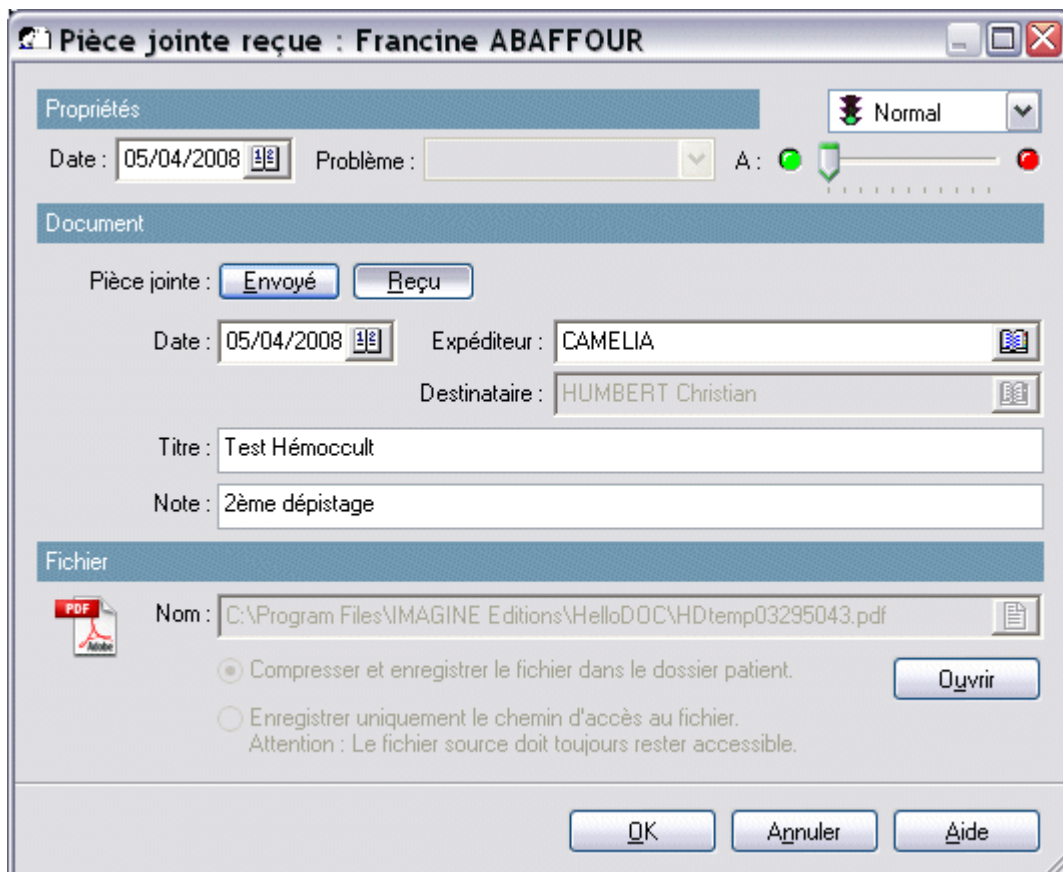 Pièce jointe reçue : Francine ABAFFOUR
Propriétés
Normal
Date : 05/04/2008
Problème :
A :
Document
Pièce jointe : Envoyé Reçu
Date : 05/04/2008 Expéditeur : CAMELIA
Destinataire : HUMBERT Christian
Titre : Test Hémoccult
Note : 2ème dépistage
Fichier
PDF
Adobe
Nom : C:\Program Files\IMAGINE Editions\HelloDOC\HDtemp03295043.pdf
Compresser et enregistrer le fichier dans le dossier patient.
Ouvrir
Enregistrer uniquement le chemin d'accès au fichier.
Attention : Le fichier source doit toujours rester accessible.
OK Annuler Aide